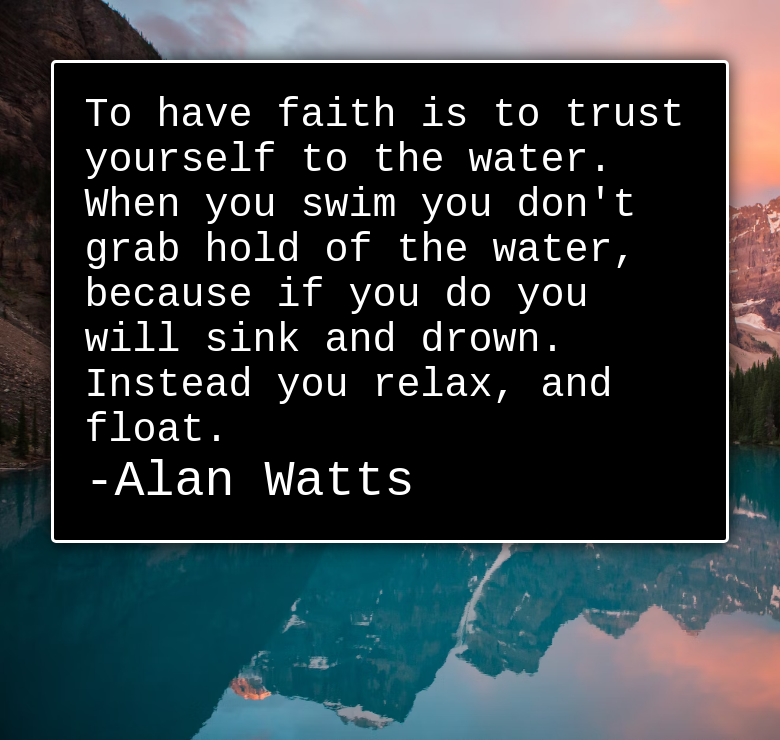 To have faith is to trust
yourself to the water.
When you swim you don't
grab hold of the water,
because if you do you
will sink and drown.
Instead you relax, and
float.
-Alan Watts